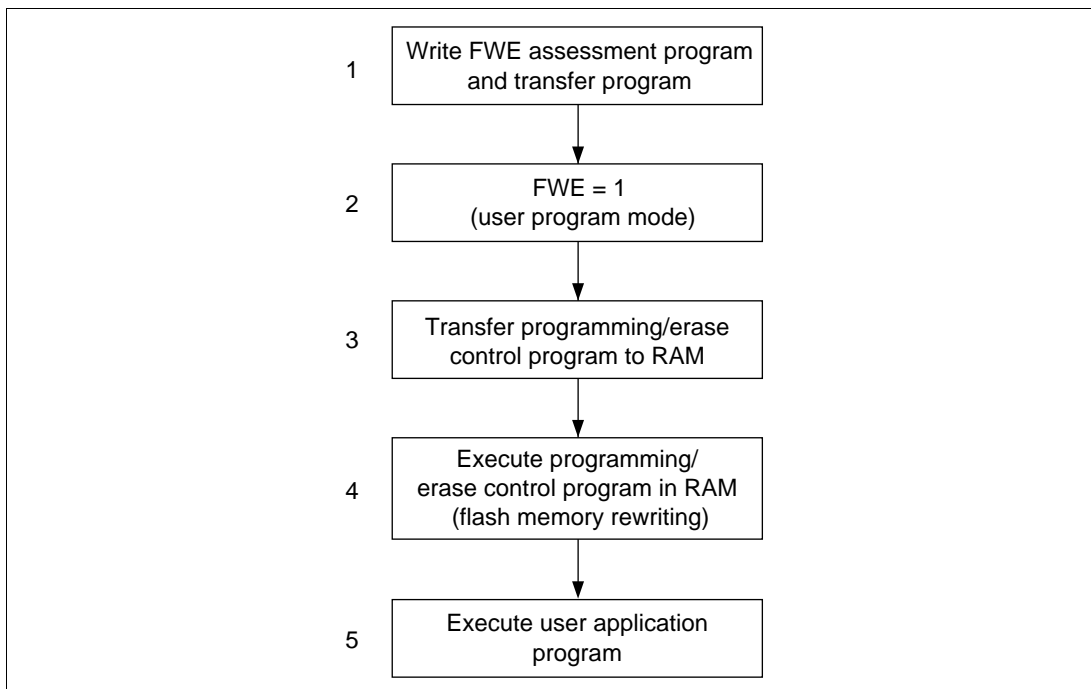 1
Write FWE assessment program
and transfer program
2
FWE = 1
(user program mode)
3
Transfer programming/erase
control program to RAM
4
Execute programming/
erase control program in RAM
(flash memory rewriting)
5
Execute user application
program